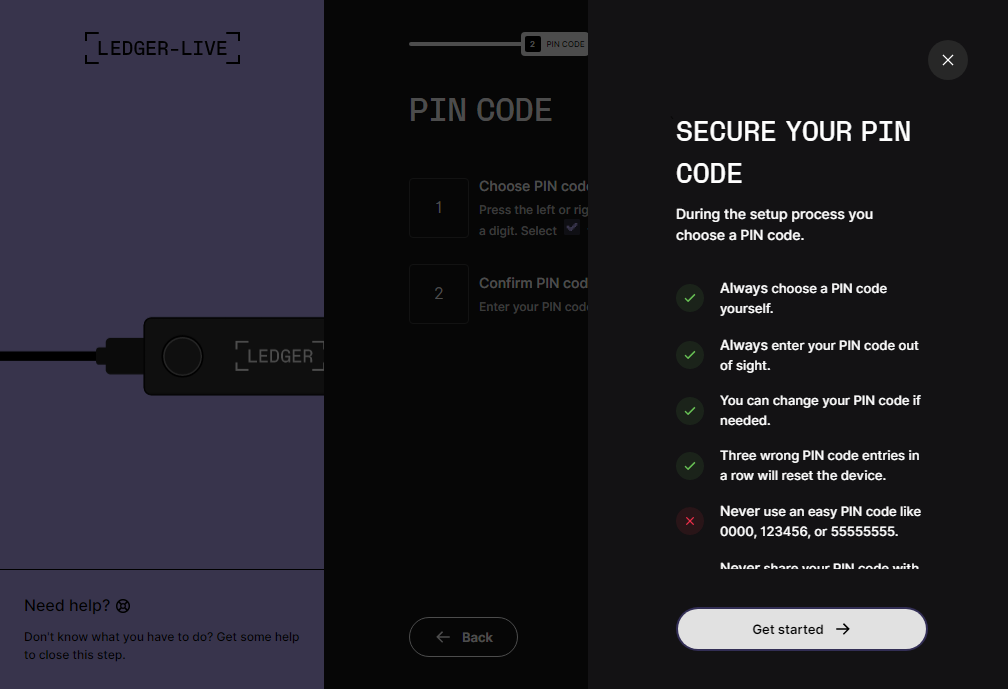 LEDGER-LIVE
LEDGER
Need help?
Don't know what you have to do? Get some help
to close this step.
2 PIN CODE
PIN CODE
1
Choose PIN code
Press the left or
a digit. Select
2
Confirm PIN
Enter your PIN code
Back
SECURE YOUR PIN
CODE
During the setup process you
choose a PIN code.
Always choose a PIN code
yourself.
Always enter your PIN code out
of sight.
You can change your PIN code if
needed.
Three wrong PIN code entries in
a row will reset the device.
Never use an easy PIN code like
0000, 123456, or 55555555.
Never share your PIN code with
Get started